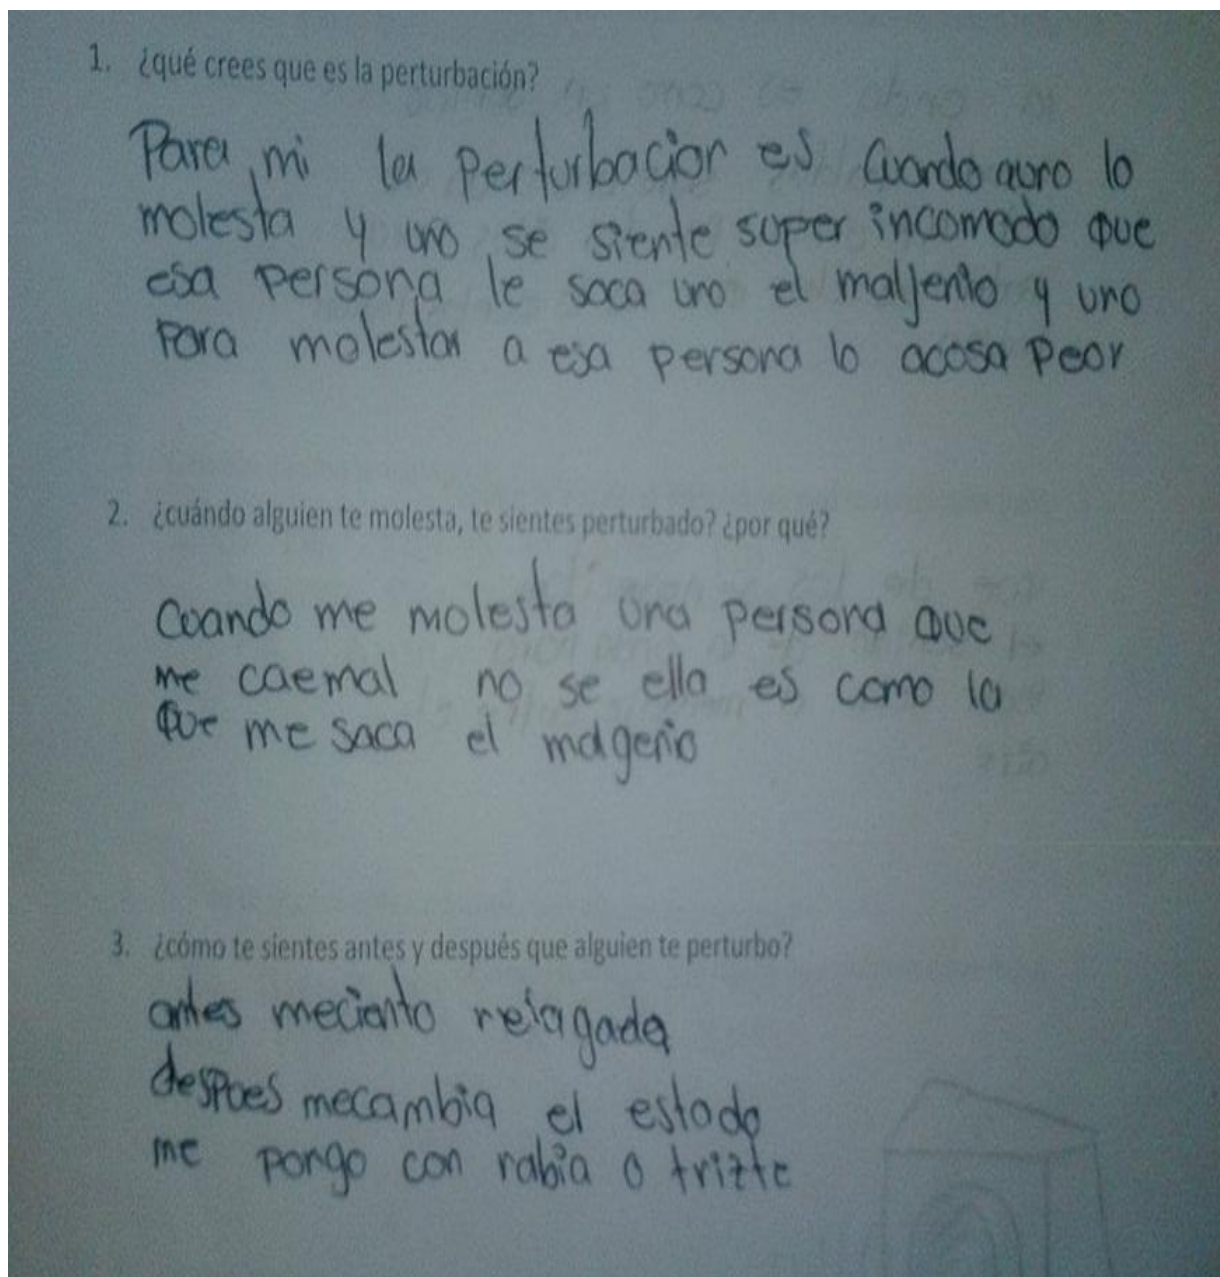 1. ¿qué crees que es la perturbación?
Para mi la Perturbacion es cuando auno lo
molesta y uno se siente super incomodo que
esa persona le saca uno el maljenio y uno
Para molestar a esa persona lo acosa Peor
2. ¿cuándo alguien te molesta, te sientes perturbado? ¿por qué?
Cuando me molesta una persona que
me caemal no se ella es como la
que me saca el malgenio
3. ¿cómo te sientes antes y después que alguien te perturbo?
antes meciento relagada
despues mecambia el estado
me pongo con rabia o trizte